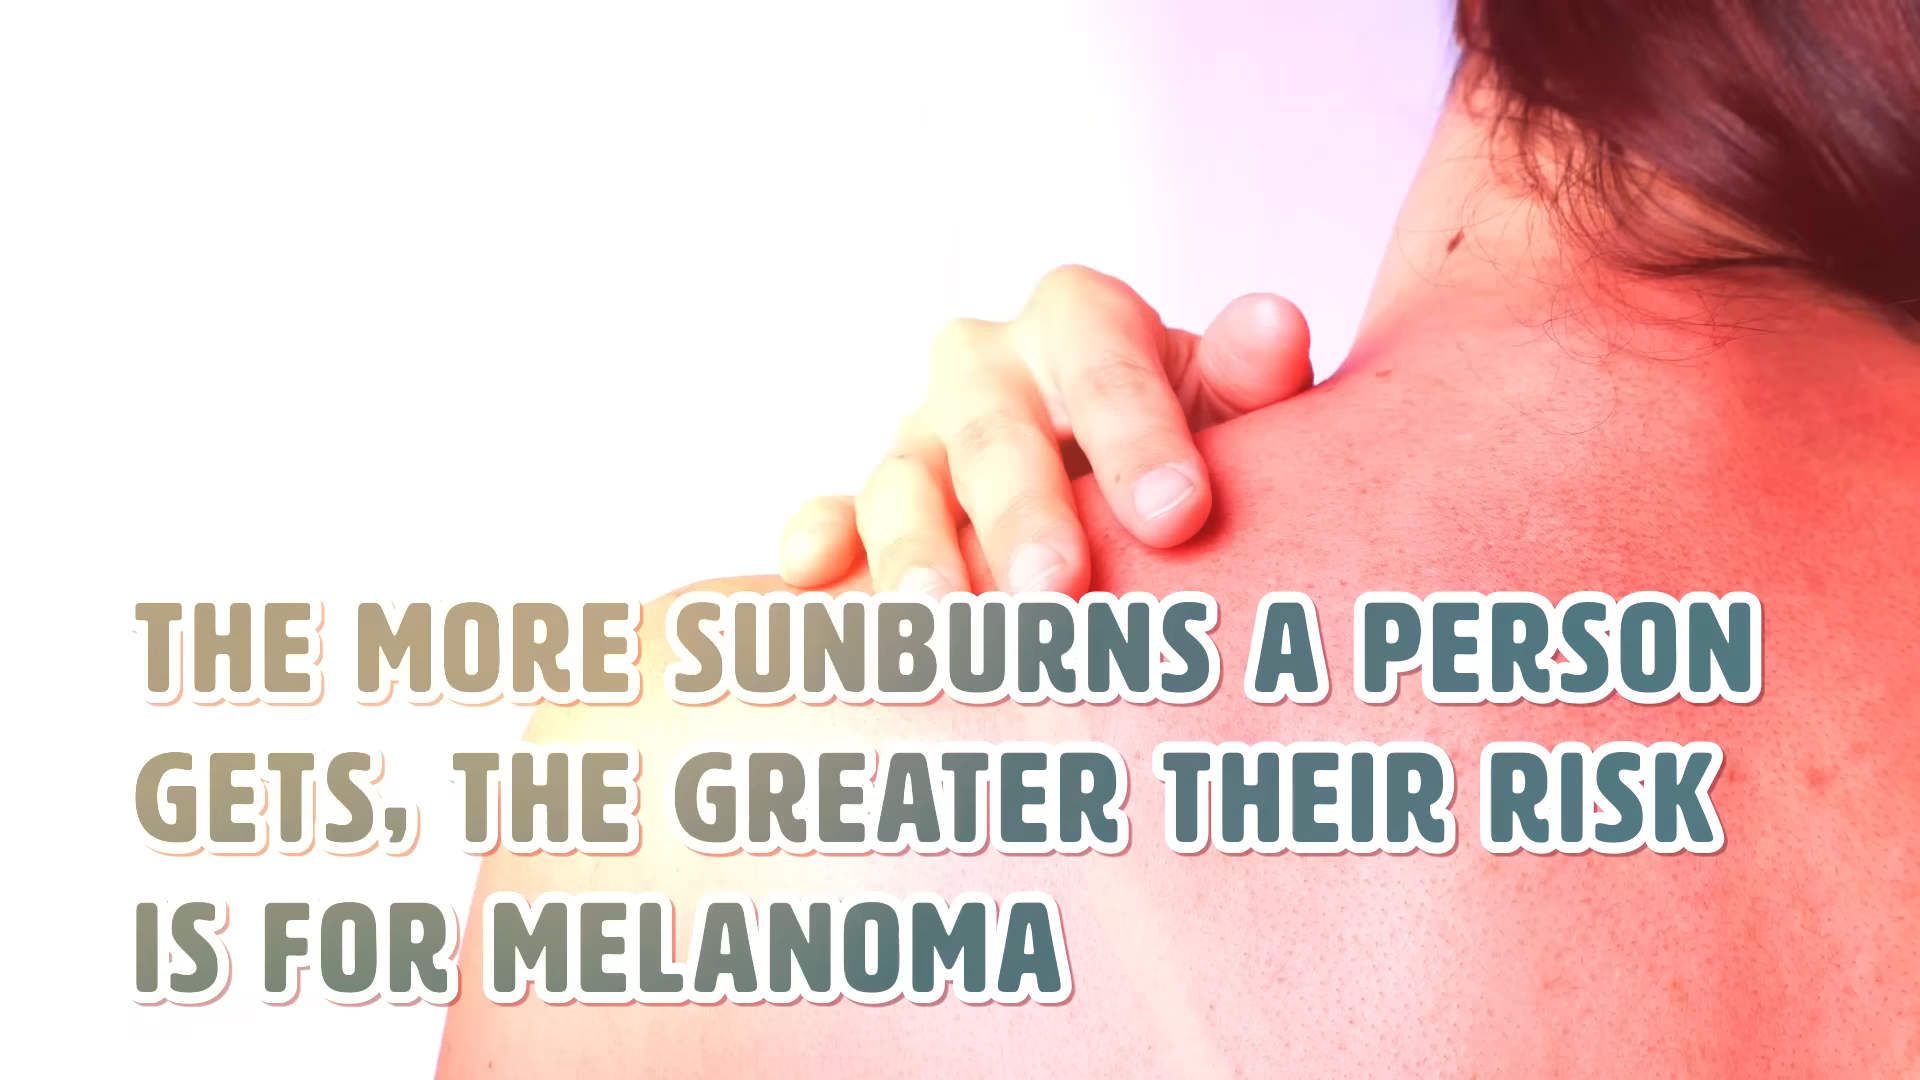 THE MORE SUNBURNS A PERSON
GETS, THE GREATER THEIR RISK
IS FOR MELANOMA